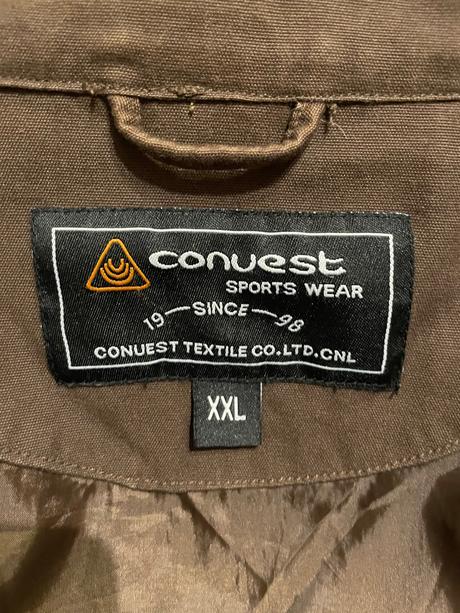 conuest
SPORTS WEAR
19 — SINCE — 98
CONUEST TEXTILE CO.LTD.CNL
XXL